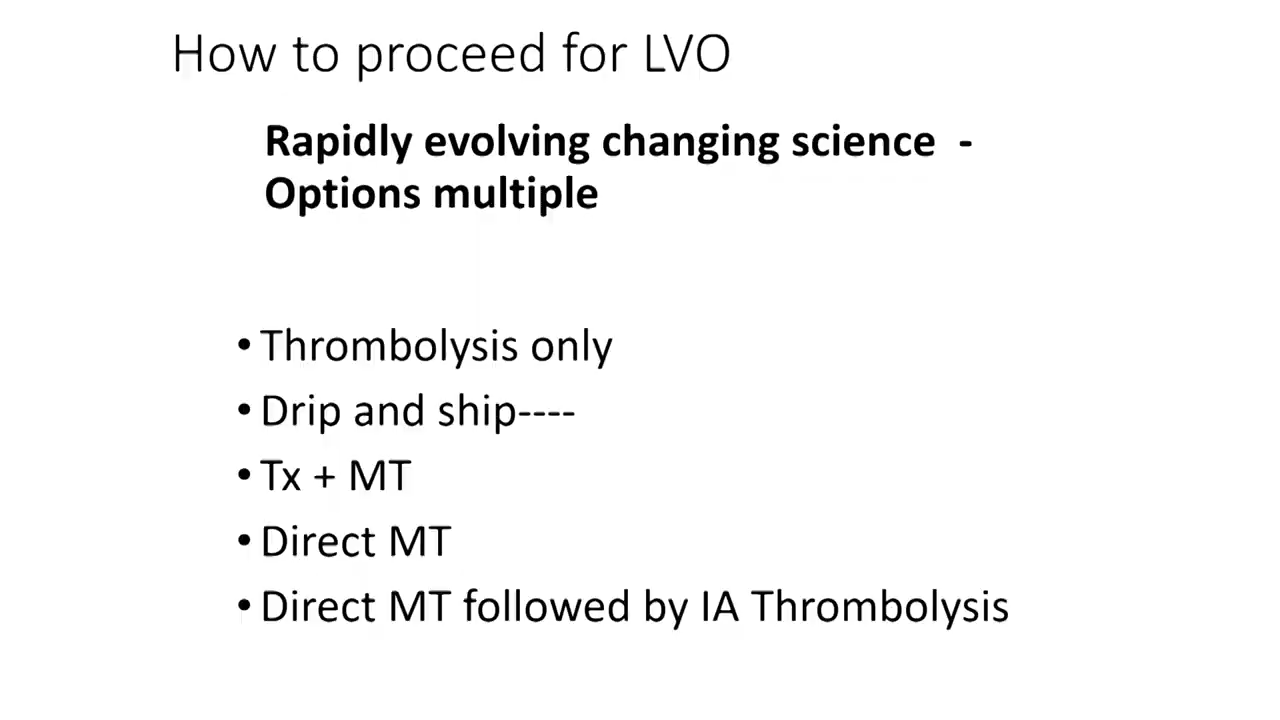 How to proceed for LVO
Rapidly evolving changing science -
Options multiple
• Thrombolysis only
• Drip and ship----
• Tx + MT
• Direct MT
• Direct MT followed by IA Thrombolysis